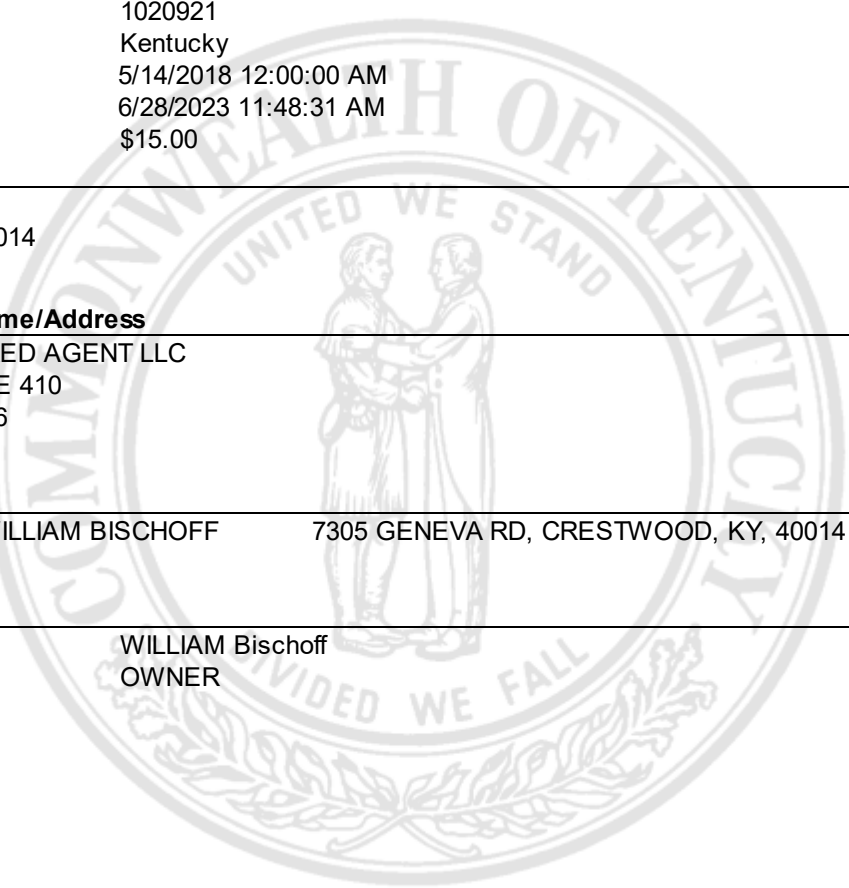 1020921
Kentucky
5/14/2018 12:00:00 AM
6/28/2023 11:48:31 AM
$15.00
014
me/Address
ED AGENT LLC
E 410
6
ILLIAM BISCHOFF 7305 GENEVA RD, CRESTWOOD, KY, 40014
WILLIAM Bischoff
OWNER
COMMONWEALTH OF KENTUCKY
UNITED WE STAND
DIVIDED WE FALL